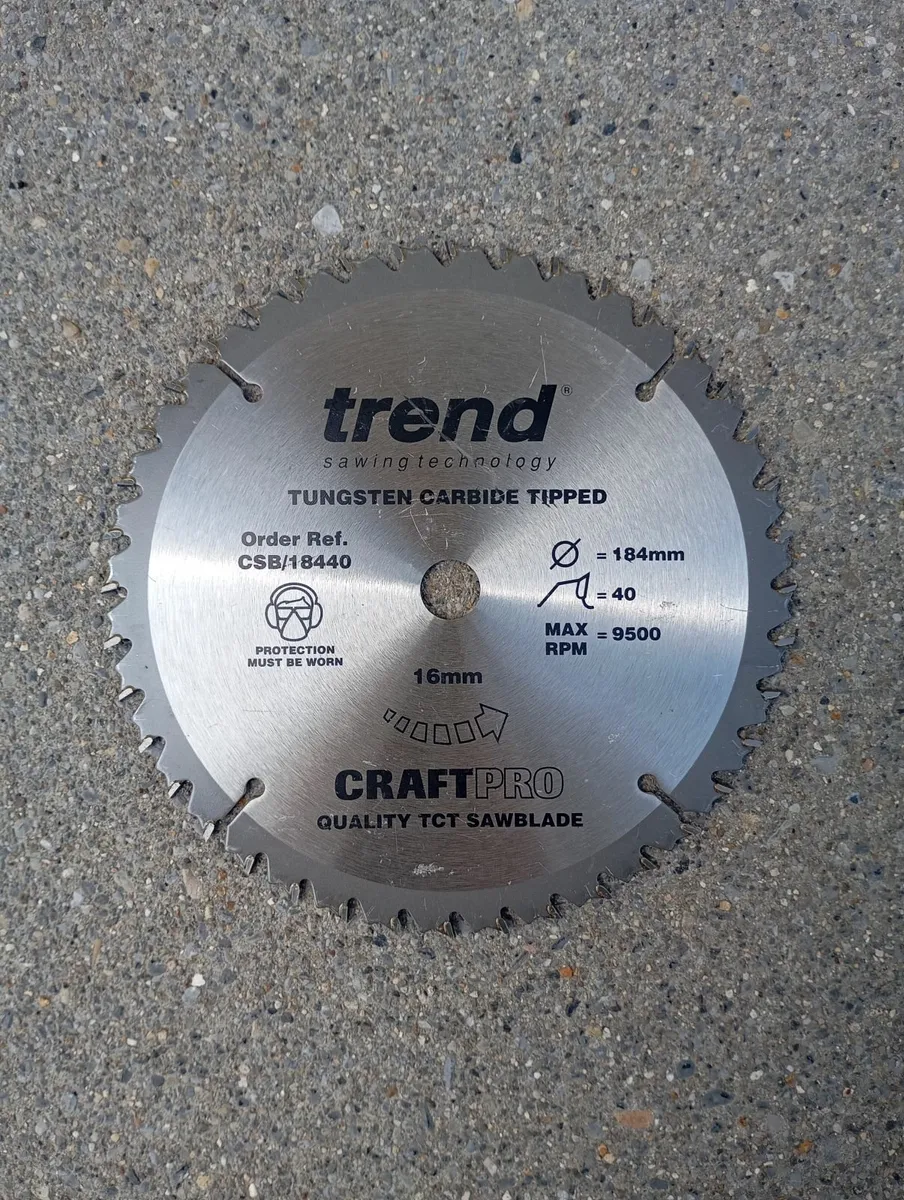 trend®
sawing technology
TUNGSTEN CARBIDE TIPPED
Order Ref.
CSB/18440
PROTECTION
MUST BE WORN
Ø = 184mm
= 40
MAX RPM = 9500
16mm
CRAFTPRO
QUALITY TCT SAWBLADE